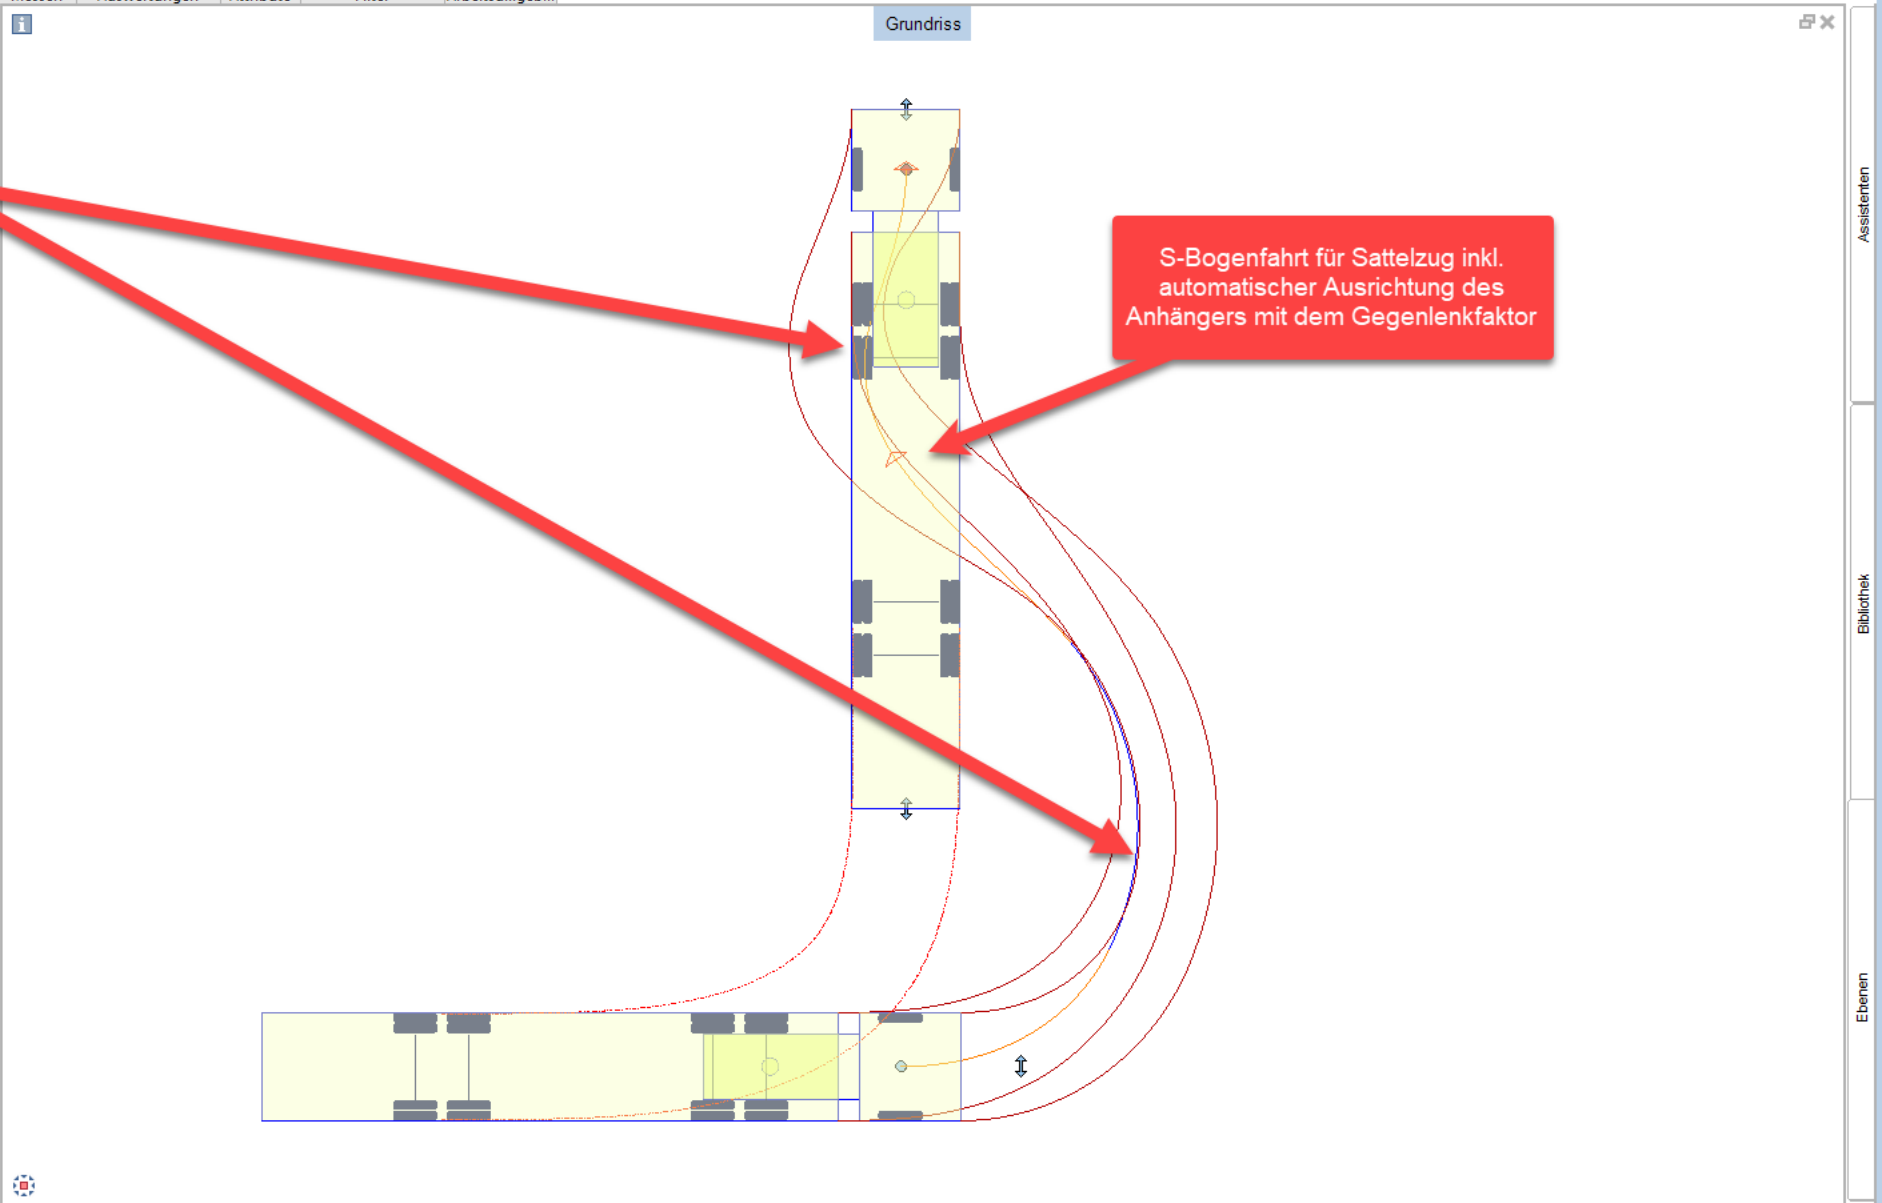 Grundriss
S-Bogenfahrt für Sattelzug inkl.
automatischer Ausrichtung des
Anhängers mit dem Gegenlenkfaktor
Assistenten
Bibliothek
Ebenen